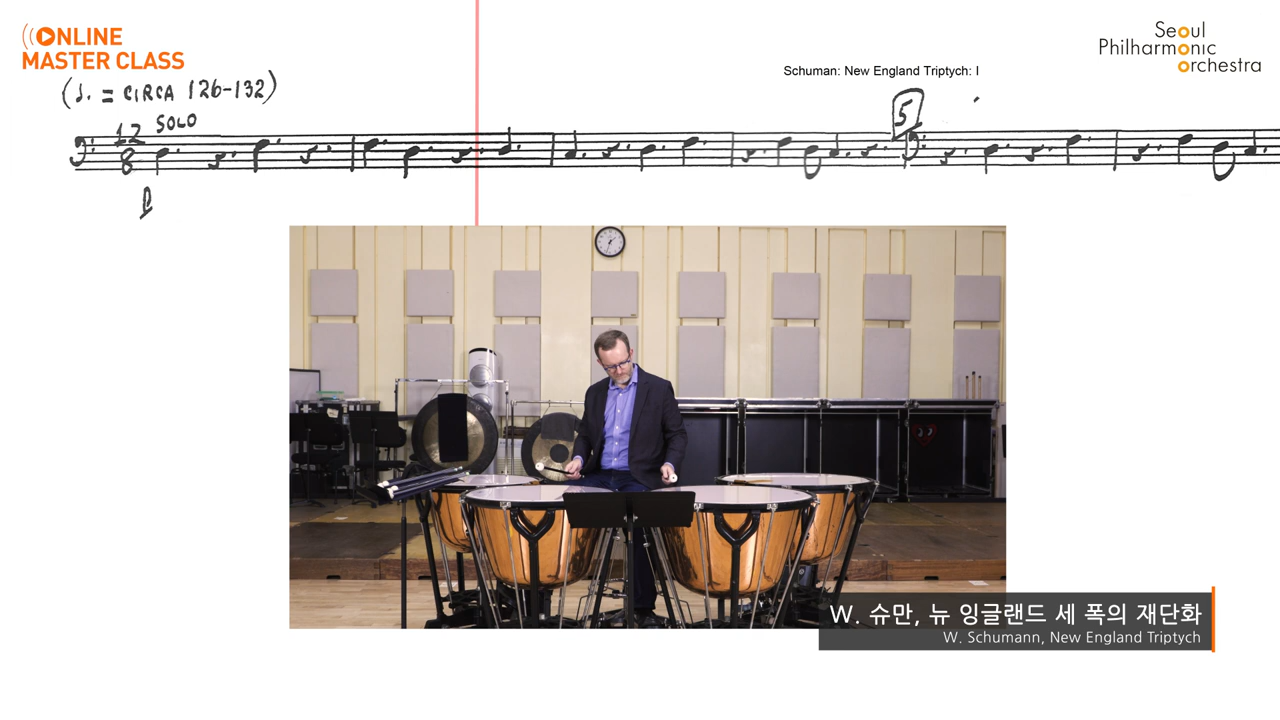 ONLINE
MASTER CLASS
Seoul
Philharmonic
orchestra
Schuman: New England Triptych: I
(♩. = CIRCA 126-132)
SOLO
12
8
5
W. 슈만, 뉴 잉글랜드 세 폭의 재단화
W. Schumann, New England Triptych